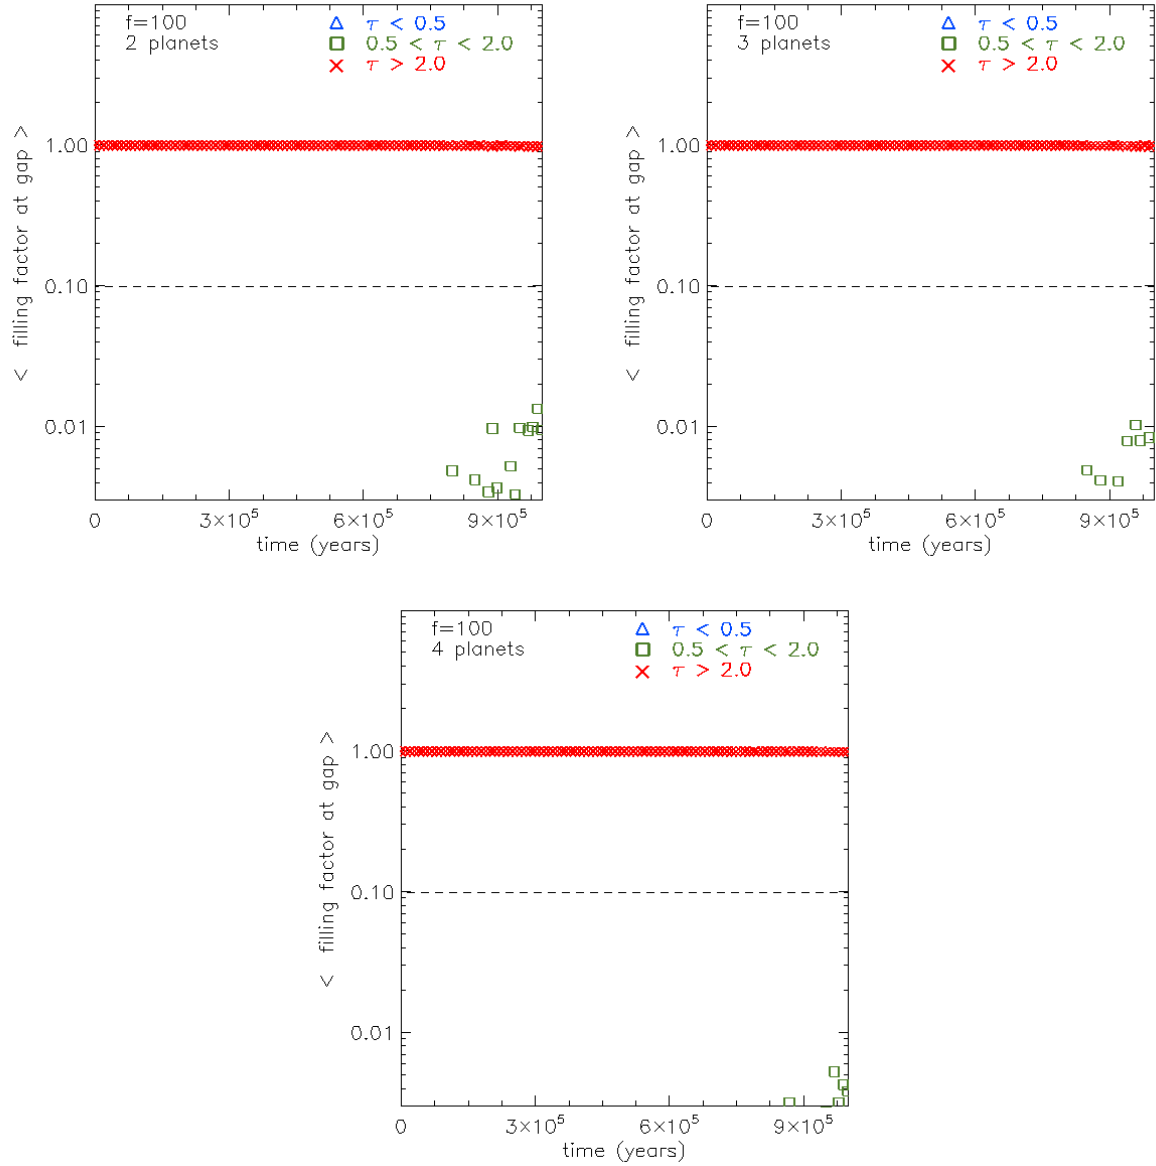 f=100
2 planets
△ τ < 0.5
□ 0.5 < τ < 2.0
× τ > 2.0
< filling factor at gap >
1.00
0.10
0.01
0 3×10⁵ 6×10⁵ 9×10⁵
time (years)
f=100
3 planets
△ τ < 0.5
□ 0.5 < τ < 2.0
× τ > 2.0
< filling factor at gap >
1.00
0.10
0.01
0 3×10⁵ 6×10⁵ 9×10⁵
time (years)
f=100
4 planets
△ τ < 0.5
□ 0.5 < τ < 2.0
× τ > 2.0
< filling factor at gap >
1.00
0.10
0.01
0 3×10⁵ 6×10⁵ 9×10⁵
time (years)